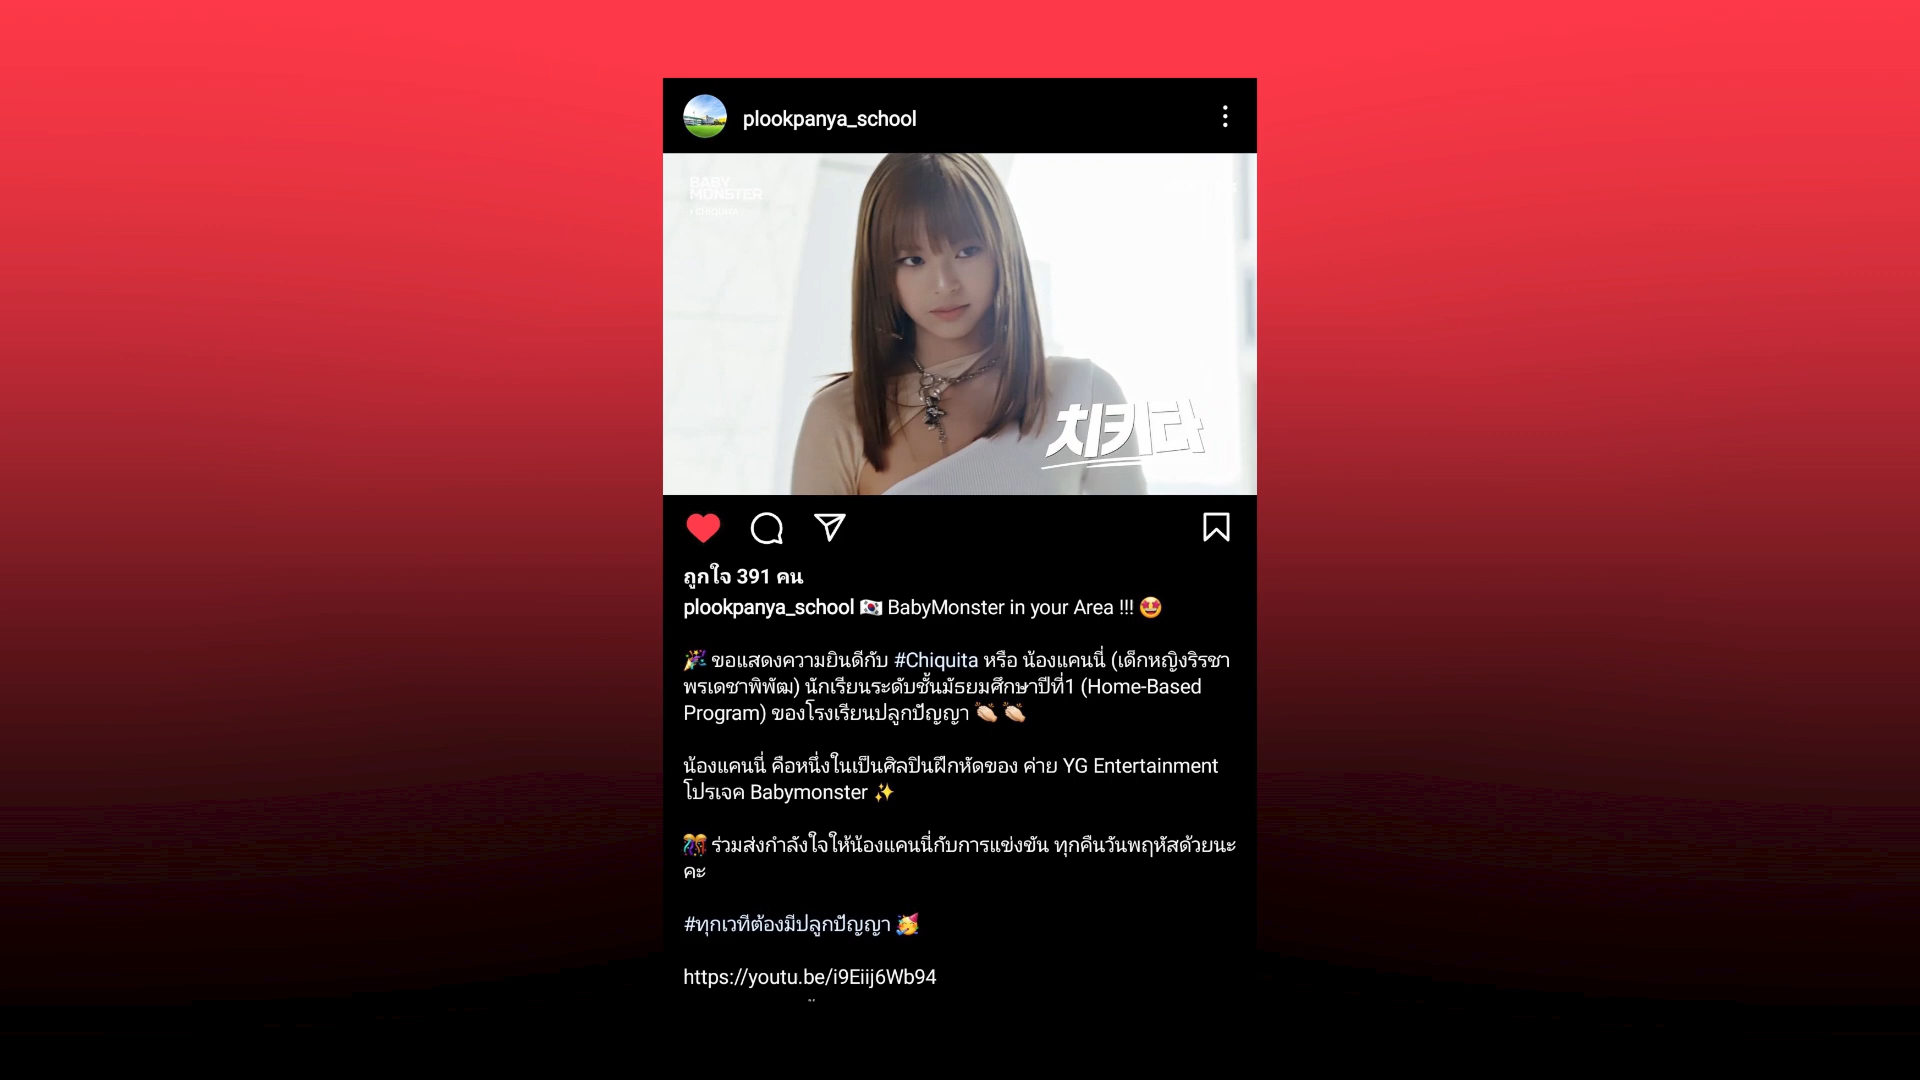 plookpanya_school
BABY
MONSTER
CHIQUITA
치키타
ถูกใจ 391 คน
plookpanya_school 🇰🇷 BabyMonster in your Area !!! 🤩
🎉 ขอแสดงความยินดีกับ #Chiquita หรือ น้องแคนนี่ (เด็กหญิงริรชา
พรเดชาพิพัฒ) นักเรียนระดับชั้นมัธยมศึกษาปีที่1 (Home-Based
Program) ของโรงเรียนปลูกปัญญา 👏🏻 👏🏻
น้องแคนนี่ คือหนึ่งในเป็นศิลปินฝึกหัดของ ค่าย YG Entertainment
โปรเจค Babymonster ✨
🎊 ร่วมส่งกำลังใจให้น้องแคนนี่กับการแข่งขัน ทุกคืนวันพฤหัสด้วยนะ
คะ
#ทุกเวทีต้องมีปลูกปัญญา 🥳
https://youtu.be/i9Eiij6Wb94